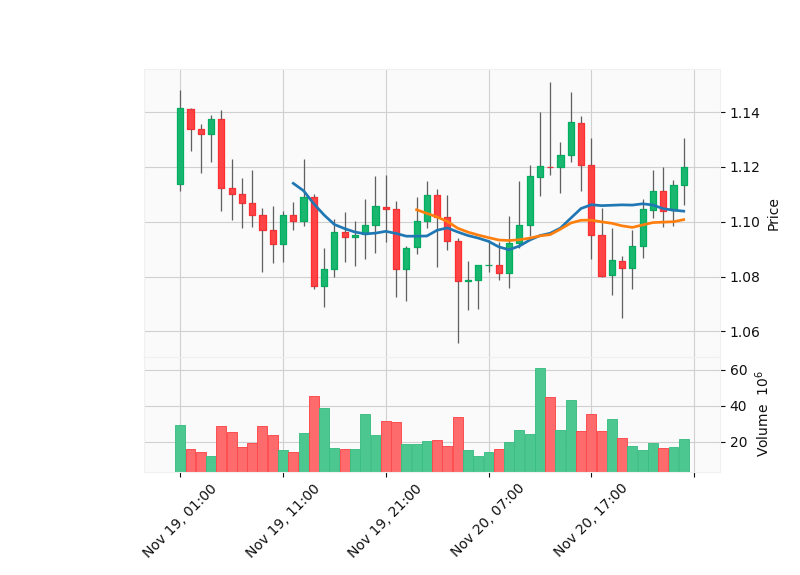 1.14
1.12
1.10
1.08
1.06
Price
60
40
20
Volume 10^6
Nov 19, 01:00
Nov 19, 11:00
Nov 19, 21:00
Nov 20, 07:00
Nov 20, 17:00